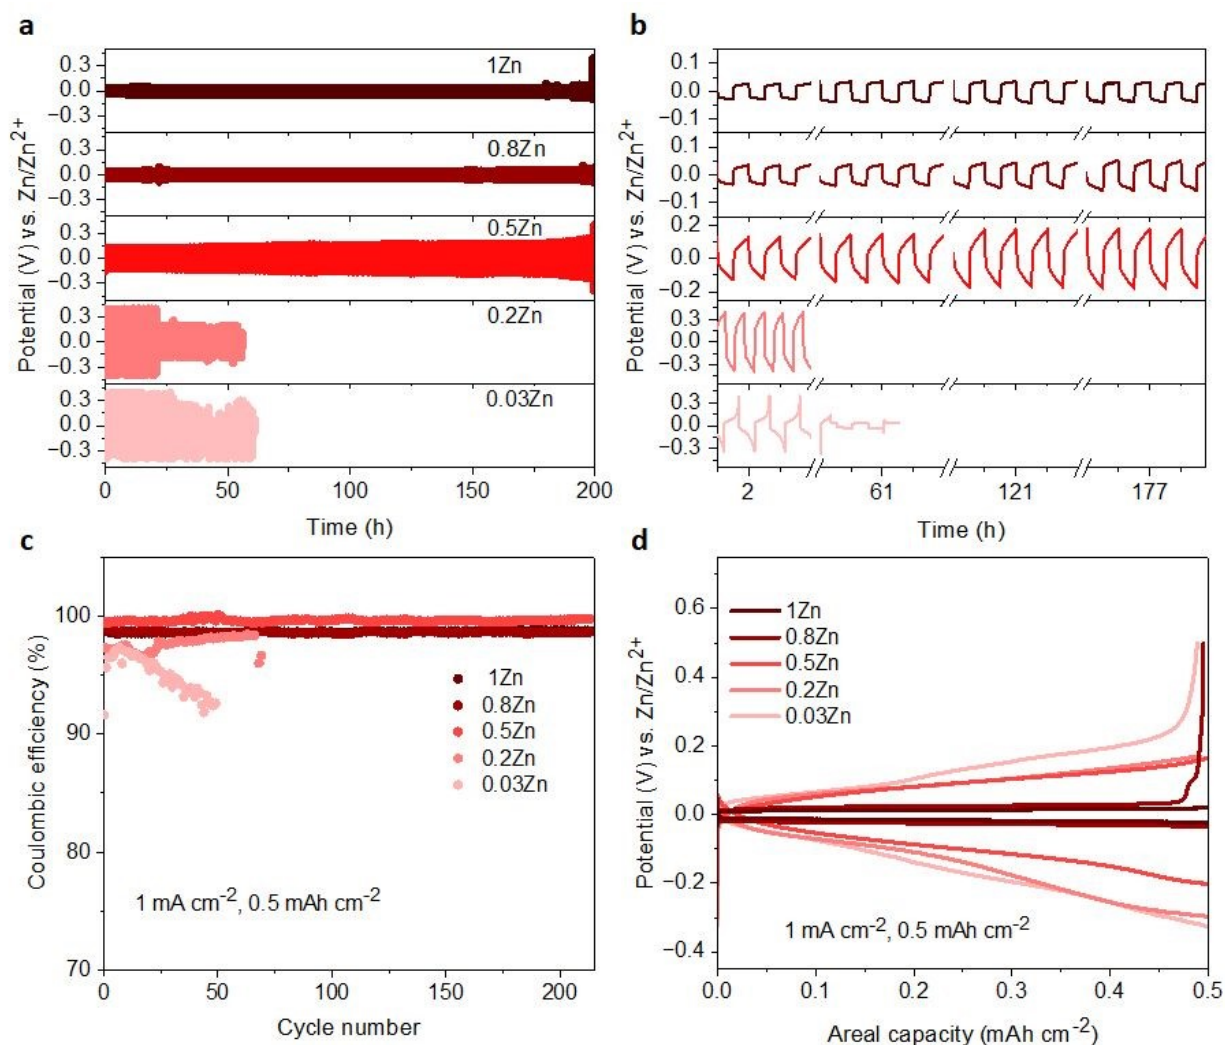 a
Potential (V) vs. Zn/Zn²⁺
0.3
0.0
−0.3
1Zn
0.3
0.0
−0.3
0.8Zn
0.3
0.0
−0.3
0.5Zn
0.3
0.0
−0.3
0.2Zn
0.3
0.0
−0.3
0.03Zn
0 50 100 150 200
Time (h)
b
Potential (V) vs. Zn/Zn²⁺
0.1
0.0
−0.1
0.1
0.0
−0.1
0.2
0.0
−0.2
0.3
0.0
−0.3
0.3
0.0
−0.3
2 61 121 177
Time (h)
c
Coulombic efficiency (%)
100
90
80
70
1Zn
0.8Zn
0.5Zn
0.2Zn
0.03Zn
1 mA cm⁻², 0.5 mAh cm⁻²
0 50 100 150 200
Cycle number
d
Potential (V) vs. Zn/Zn²⁺
0.6
0.4
0.2
0.0
−0.2
−0.4
1Zn
0.8Zn
0.5Zn
0.2Zn
0.03Zn
1 mA cm⁻², 0.5 mAh cm⁻²
0.0 0.1 0.2 0.3 0.4 0.5
Areal capacity (mAh cm⁻²)